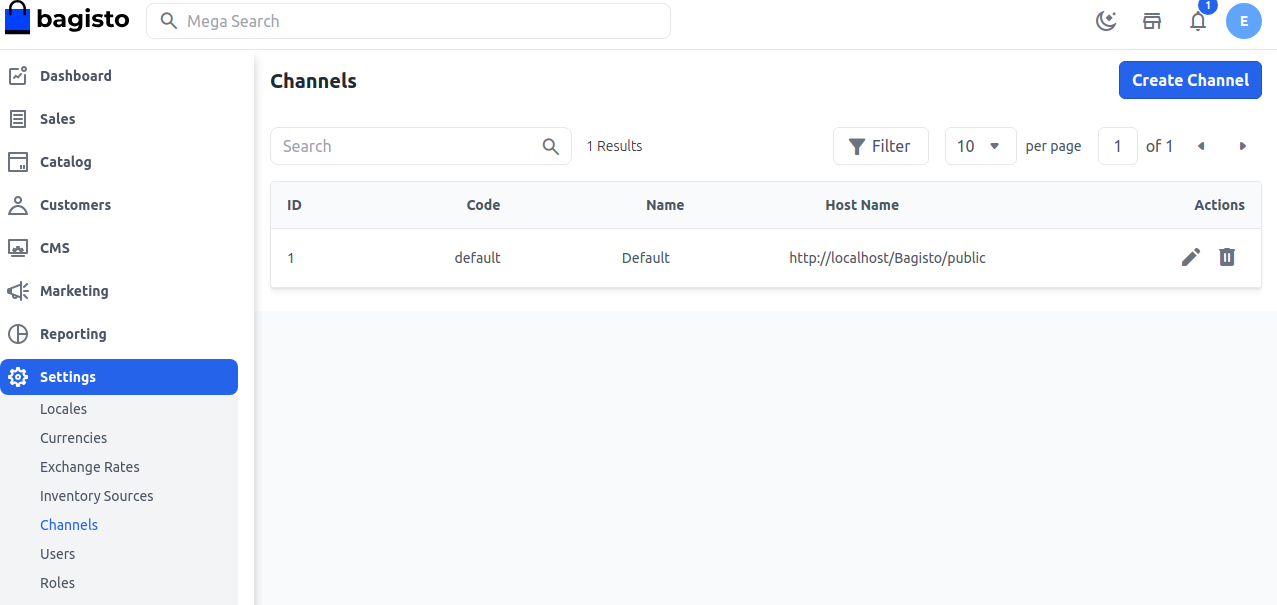 bagisto
Mega Search
1
E
Dashboard
Sales
Catalog
Customers
CMS
Marketing
Reporting
Settings
Locales
Currencies
Exchange Rates
Inventory Sources
Channels
Users
Roles
Channels
Create Channel
Search
1 Results
Filter
10
per page
1
of 1
ID Code Name Host Name Actions
1 default Default http://localhost/Bagisto/public